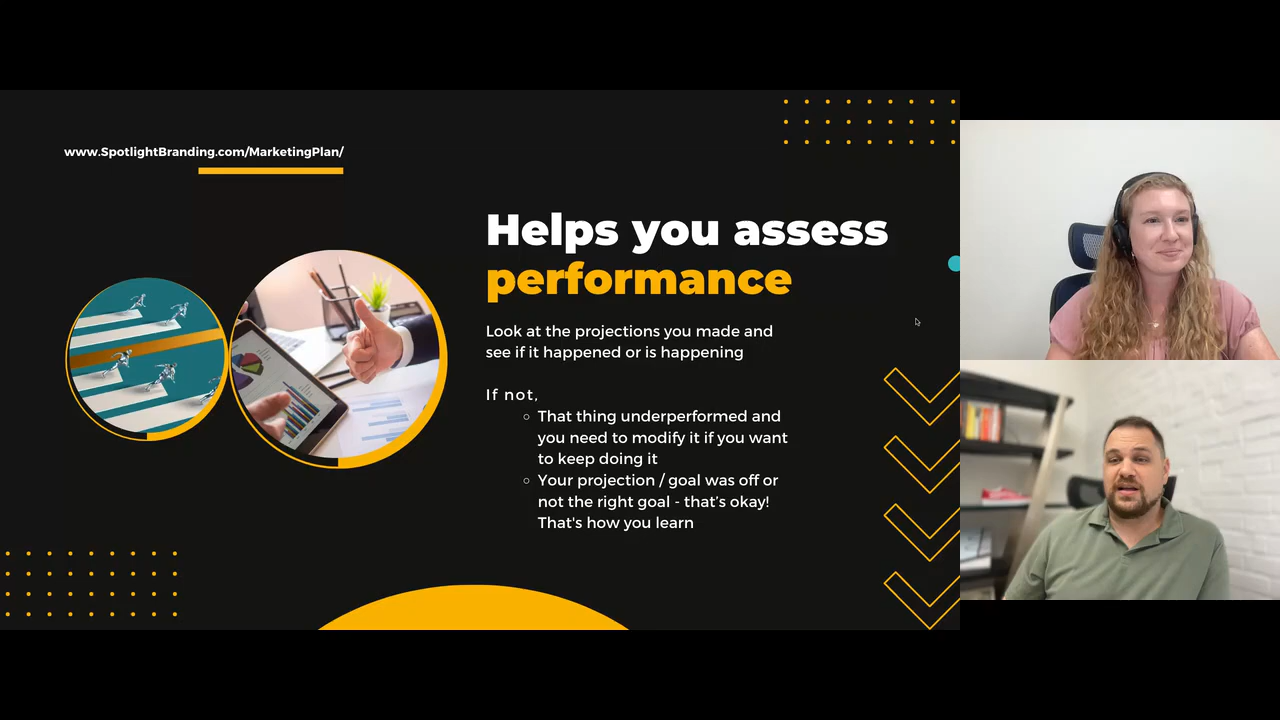 www.SpotlightBranding.com/MarketingPlan/
Helps you assess
performance
Look at the projections you made and
see if it happened or is happening
If not,
That thing underperformed and
you need to modify it if you want
to keep doing it
Your projection / goal was off or
not the right goal - that's okay!
That's how you learn